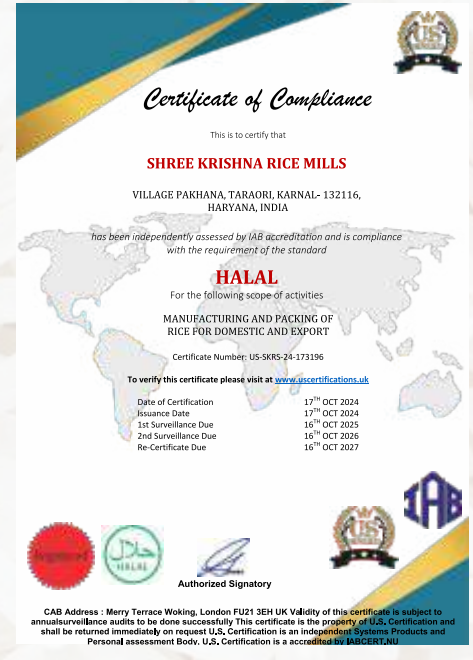 US
Certificate of Compliance
This is to certify that
SHREE KRISHNA RICE MILLS
VILLAGE PAKHANA, TARAORI, KARNAL- 132116,
HARYANA, INDIA
has been independently assessed by IAB accreditation and is compliance
with the requirement of the standard
HALAL
For the following scope of activities
MANUFACTURING AND PACKING OF
RICE FOR DOMESTIC AND EXPORT
Certificate Number: US-SKRS-24-173196
To verify this certificate please visit at www.uscertifications.uk
Date of Certification 17TH OCT 2024
Issuance Date 17TH OCT 2024
1st Surveillance Due 16TH OCT 2025
2nd Surveillance Due 16TH OCT 2026
Re-Certificate Due 16TH OCT 2027
IAB
US
Registered
حلال
HALAL
Authorized Signatory
CAB Address : Merry Terrace Woking, London FU21 3EH UK Validity of this certificate is subject to
annualsurveillance audits to be done successfully This certificate is the property of U.S. Certification and
shall be returned immediately on request U.S. Certification is an independent Systems Products and
Personal assessment Body. U.S. Certification is a accredited by IABCERT.NU